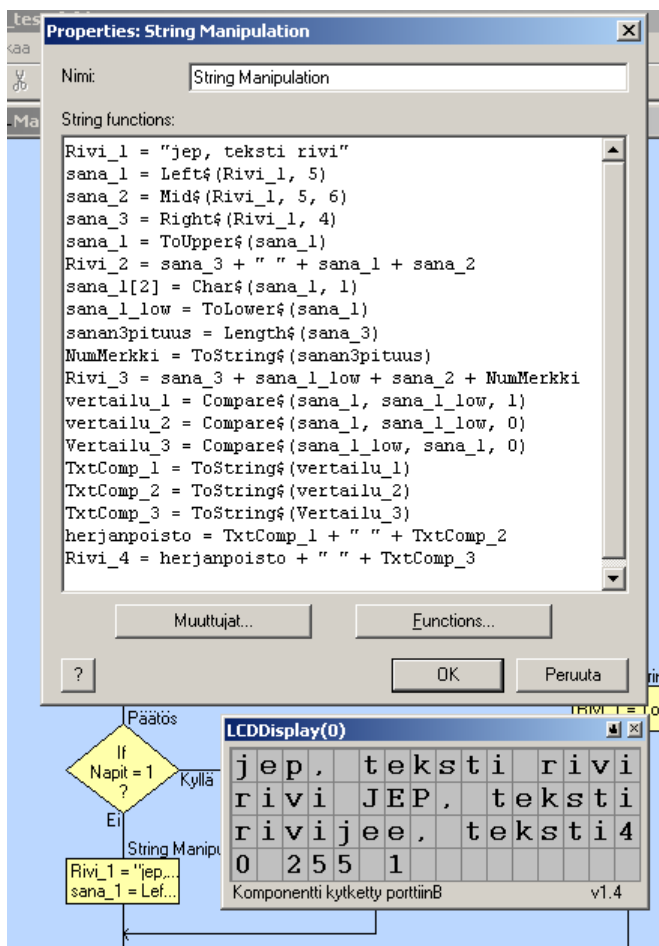 _tes
kaa
Ma
Properties: String Manipulation
Nimi:
String Manipulation
String functions:
Rivi_1 = "jep, teksti rivi"
sana_1 = Left$(Rivi_1, 5)
sana_2 = Mid$(Rivi_1, 5, 6)
sana_3 = Right$(Rivi_1, 4)
sana_1 = ToUpper$(sana_1)
Rivi_2 = sana_3 + " " + sana_1 + sana_2
sana_1[2] = Char$(sana_1, 1)
sana_1_low = ToLower$(sana_1)
sanan3pituus = Length$(sana_3)
NumMerkki = ToString$(sanan3pituus)
Rivi_3 = sana_3 + sana_1_low + sana_2 + NumMerkki
vertailu_1 = Compare$(sana_1, sana_1_low, 1)
vertailu_2 = Compare$(sana_1, sana_1_low, 0)
Vertailu_3 = Compare$(sana_1_low, sana_1, 0)
TxtComp_1 = ToString$(vertailu_1)
TxtComp_2 = ToString$(vertailu_2)
TxtComp_3 = ToString$(Vertailu_3)
herjanpoisto = TxtComp_1 + " " + TxtComp_2
Rivi_4 = herjanpoisto + " " + TxtComp_3
Muuttujat...
Functions...
?
OK
Peruuta
Päätös
If
Napit = 1
?
Kyllä
Ei
String Manipu
Rivi_1 = "jep,...
sana_1 = Lef...
LCDDisplay(0)
jep, teksti rivi
rivi JEP, teksti
rivijee, teksti4
0 255 1
Komponentti kytketty porttiinB
v1.4